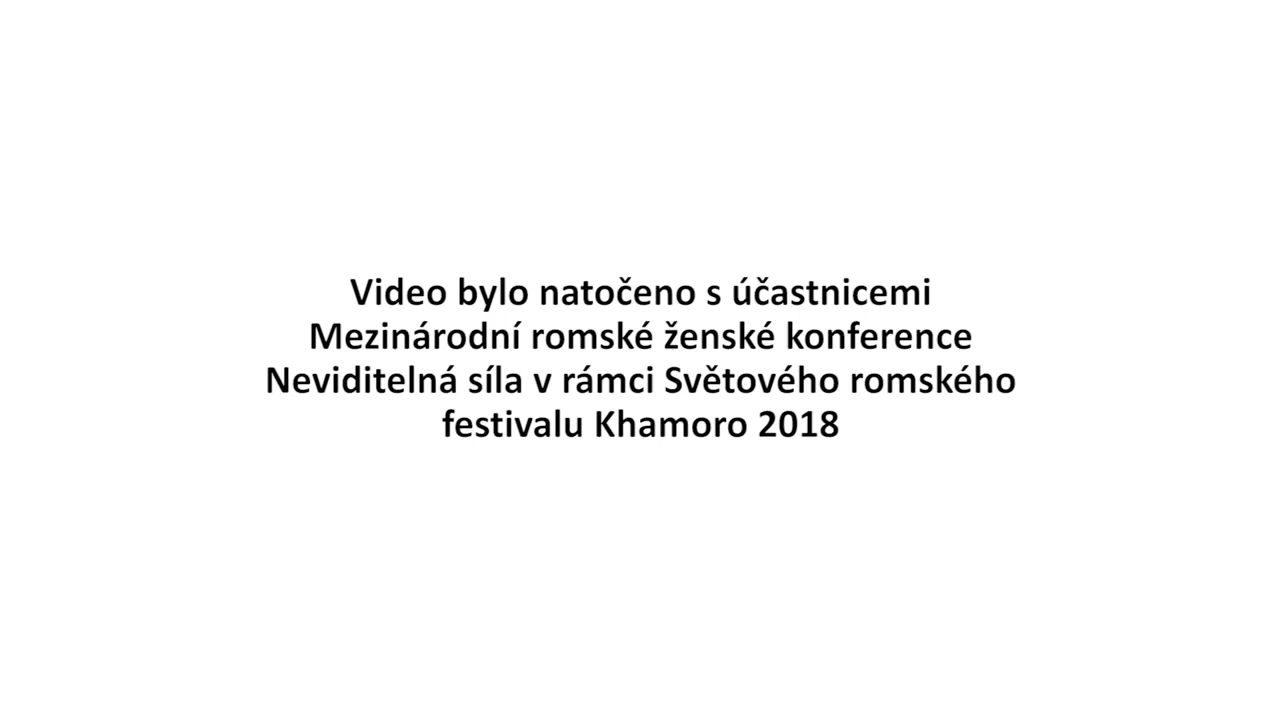 Video bylo natočeno s účastnicemi
Mezinárodní romské ženské konference
Neviditelná síla v rámci Světového romského
festivalu Khamoro 2018